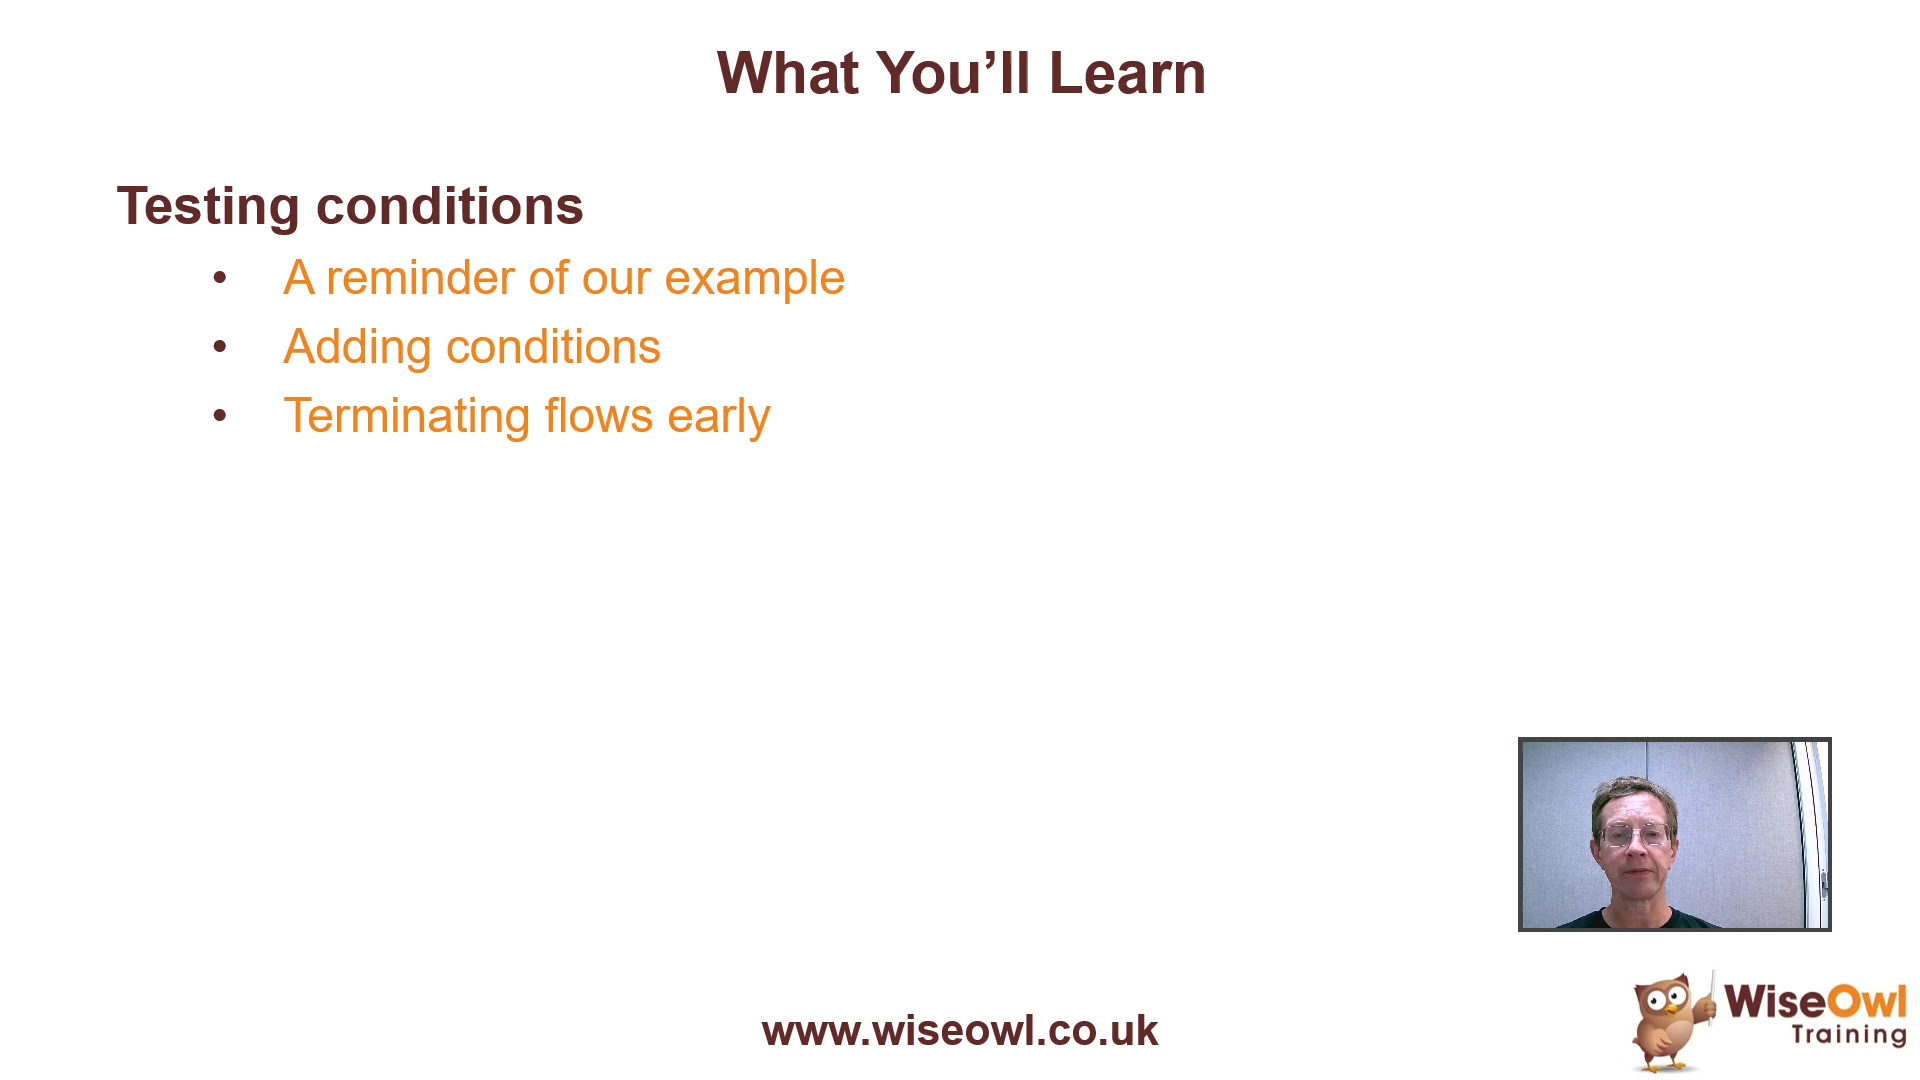 What You’ll Learn
Testing conditions
• A reminder of our example
• Adding conditions
• Terminating flows early
www.wiseowl.co.uk
WiseOwl
Training